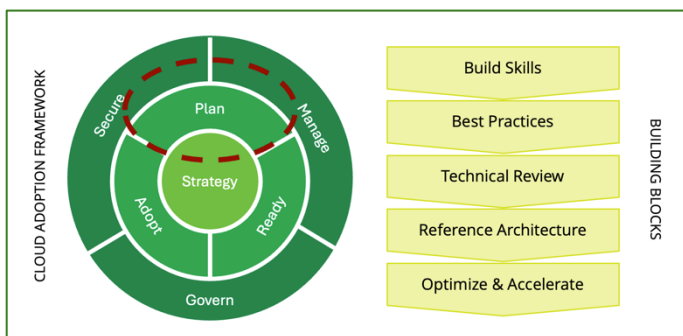 CLOUD ADOPTION FRAMEWORK
Secure
Manage
Plan
Strategy
Adopt
Ready
Govern
Build Skills
Best Practices
Technical Review
Reference Architecture
Optimize & Accelerate
BUILDING BLOCKS